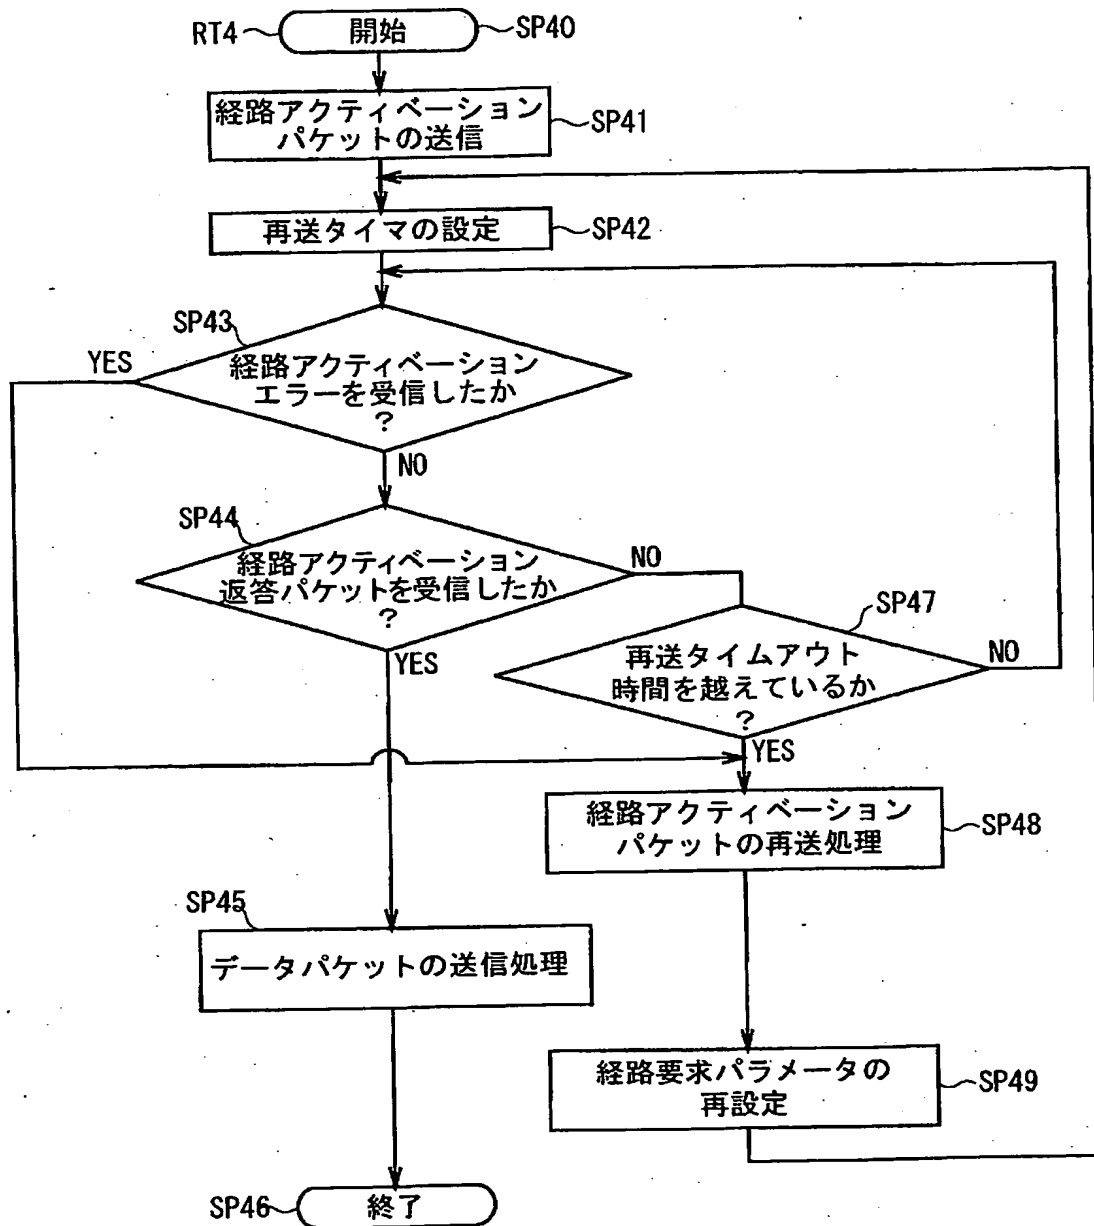 RT4 開始 SP40
経路アクティベーション
パケットの送信
SP41
再送タイマの設定 SP42
SP43
YES
経路アクティベーション
エラーを受信したか
?
NO
SP44
経路アクティベーション
返答パケットを受信したか
?
NO
YES
SP47
再送タイムアウト
時間を越えているか
?
NO
YES
経路アクティベーション
パケットの再送処理
SP48
SP45
データパケットの送信処理
経路要求パラメータの
再設定
SP49
SP46 終了